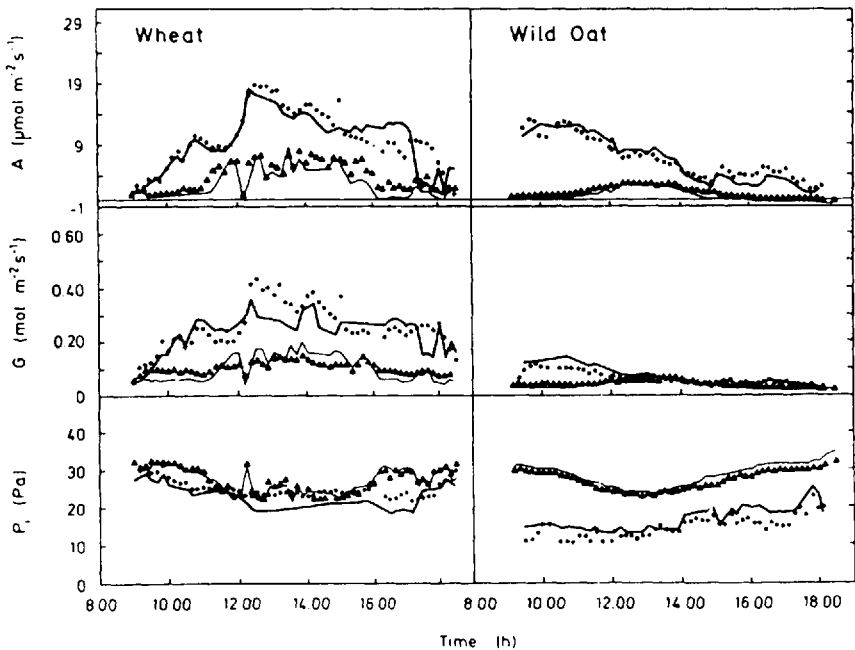 Wheat
Wild Oat
A (µmol m⁻² s⁻¹)
29
19
9
-1
G (mol m⁻² s⁻¹)
0.60
0.40
0.20
0
Pi (Pa)
40
30
20
10
0
8 00 10 00 12 00 14 00 16 00 8 00 10 00 12 00 14 00 16 00 18 00
Time (h)